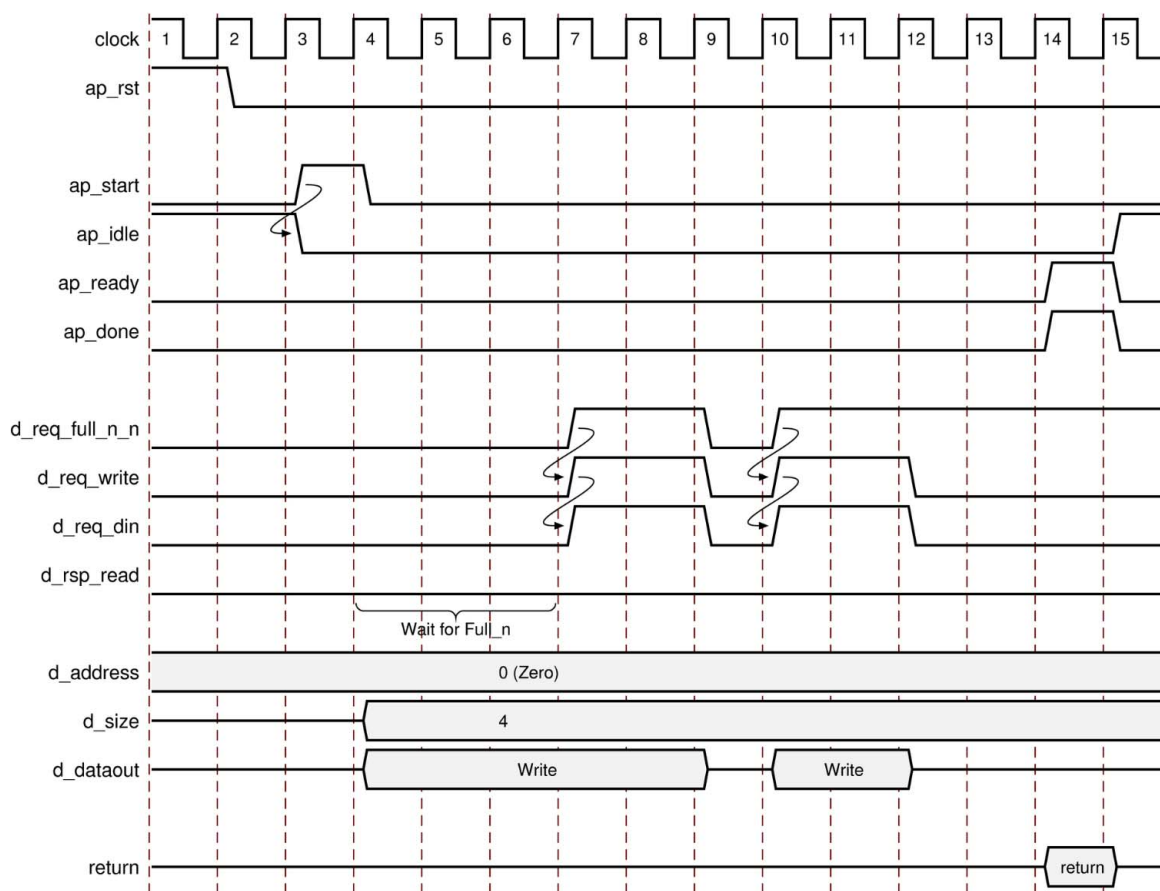 clock 1 2 3 4 5 6 7 8 9 10 11 12 13 14 15
ap_rst
ap_start
ap_idle
ap_ready
ap_done
d_req_full_n_n
d_req_write
d_req_din
d_rsp_read
Wait for Full_n
d_address 0 (Zero)
d_size 4
d_dataout Write Write
return return